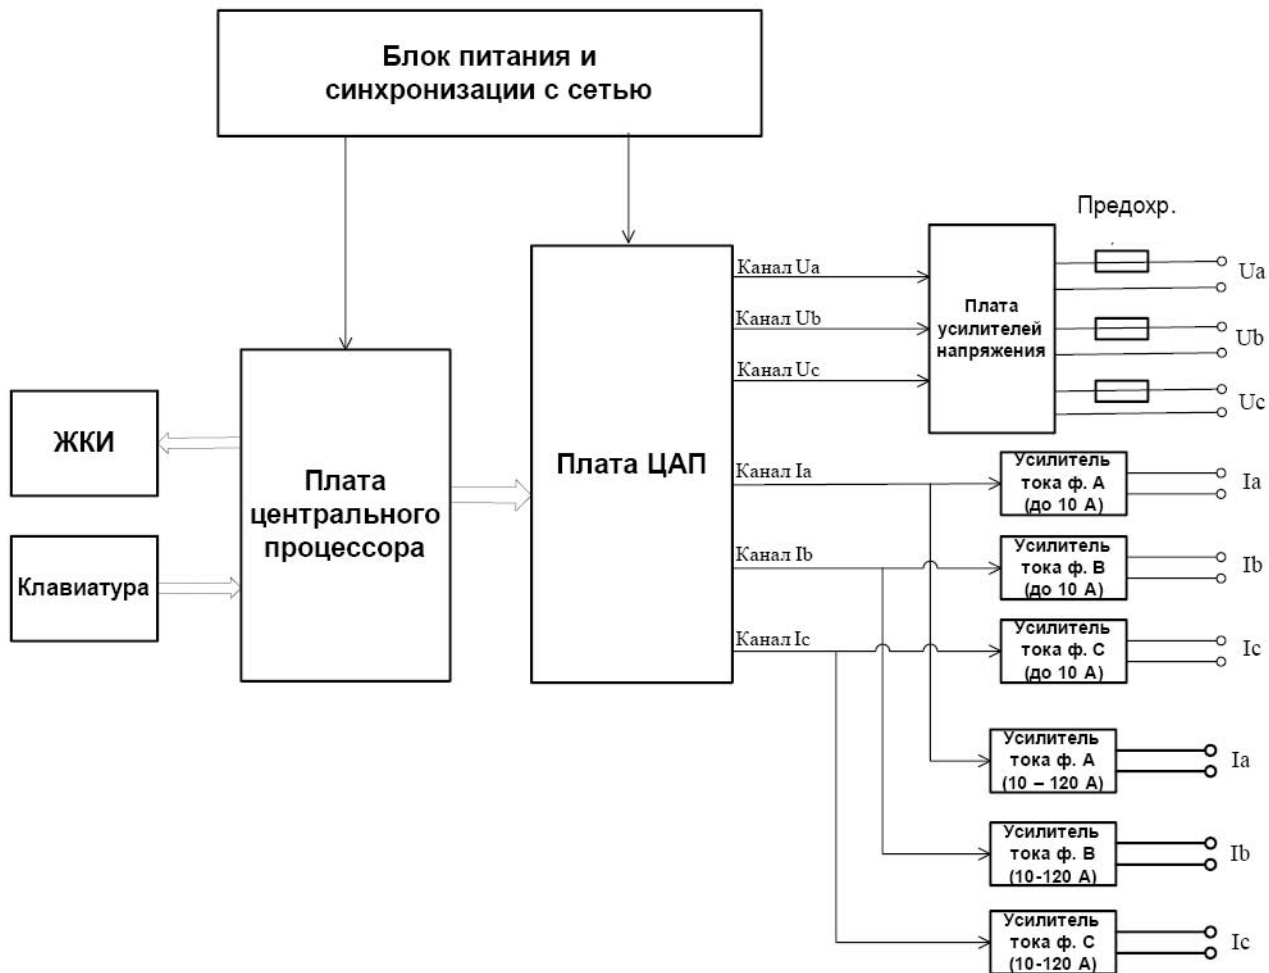 Блок питания и
синхронизации с сетью
Предохр.
Канал Ua
Канал Ub
Канал Uc
Плата
усилителей
напряжения
Ua
Ub
Uc
ЖКИ
Клавиатура
Плата
центрального
процессора
Плата ЦАП
Канал Ia
Канал Ib
Канал Ic
Усилитель
тока ф. А
(до 10 А)
Ia
Усилитель
тока ф. В
(до 10 А)
Ib
Усилитель
тока ф. С
(до 10 А)
Ic
Усилитель
тока ф. А
(10 – 120 А)
Ia
Усилитель
тока ф. В
(10-120 А)
Ib
Усилитель
тока ф. С
(10-120 А)
Ic